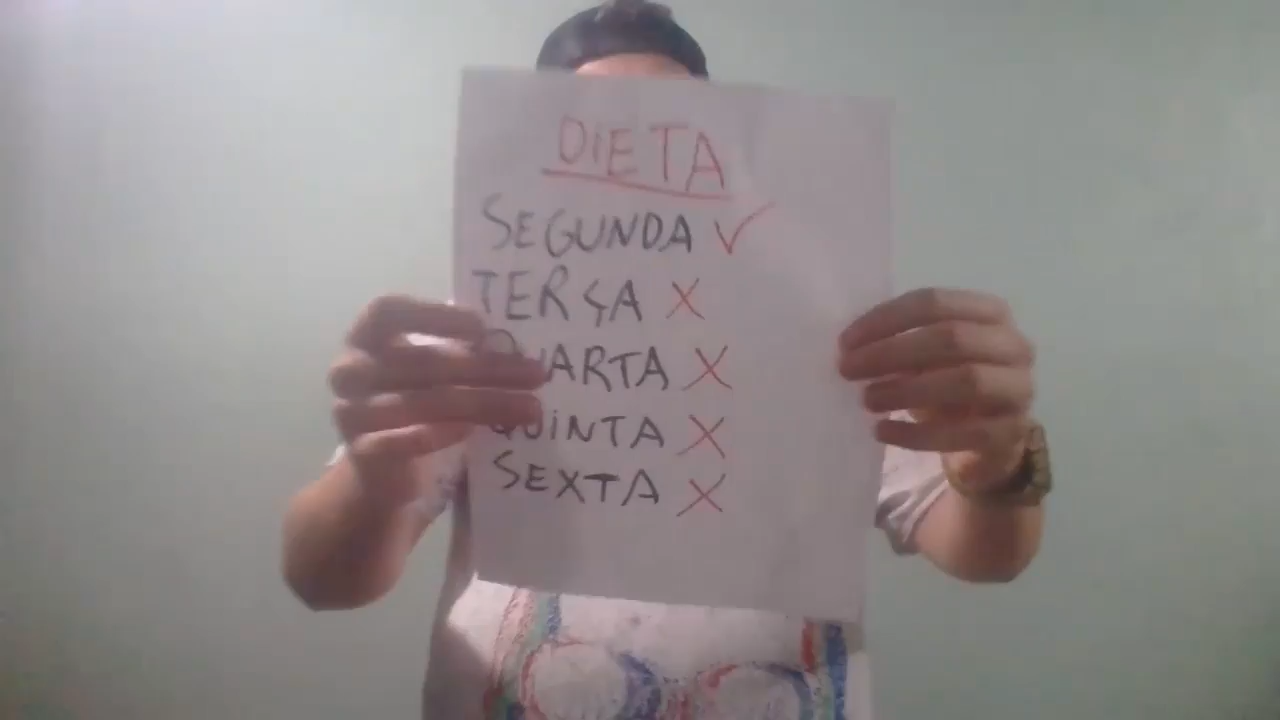 DIETA
SEGUNDA ✓
TERÇA X
QUARTA X
QUINTA X
SEXTA X